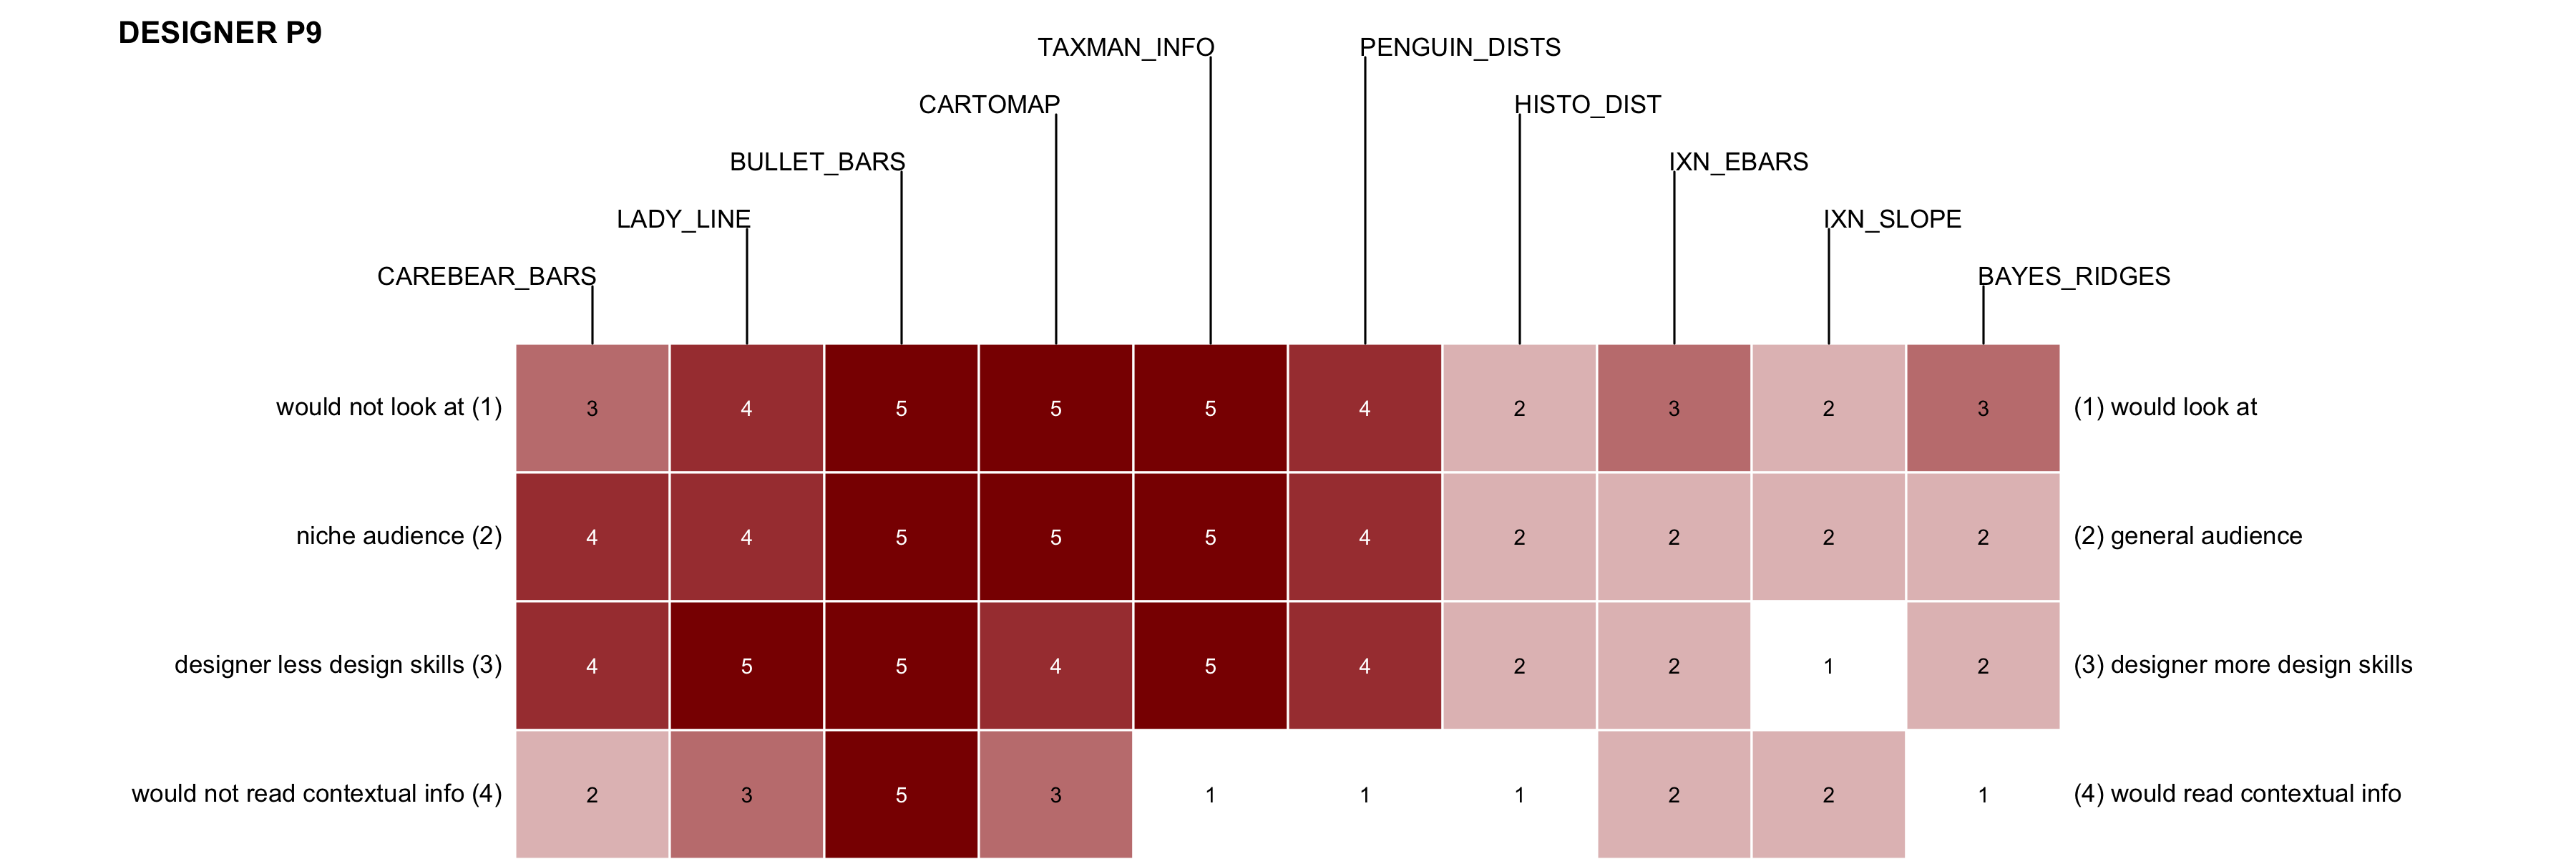 DESIGNER P9
TAXMAN_INFO PENGUIN_DISTS
CARTOMAP HISTO_DIST
BULLET_BARS IXN_EBARS
LADY_LINE IXN_SLOPE
CAREBEAR_BARS BAYES_RIDGES
would not look at (1) 3 4 5 5 5 4 2 3 2 3 (1) would look at
niche audience (2) 4 4 5 5 5 4 2 2 2 2 (2) general audience
designer less design skills (3) 4 5 5 4 5 4 2 2 1 2 (3) designer more design skills
would not read contextual info (4) 2 3 5 3 1 1 1 2 2 1 (4) would read contextual info